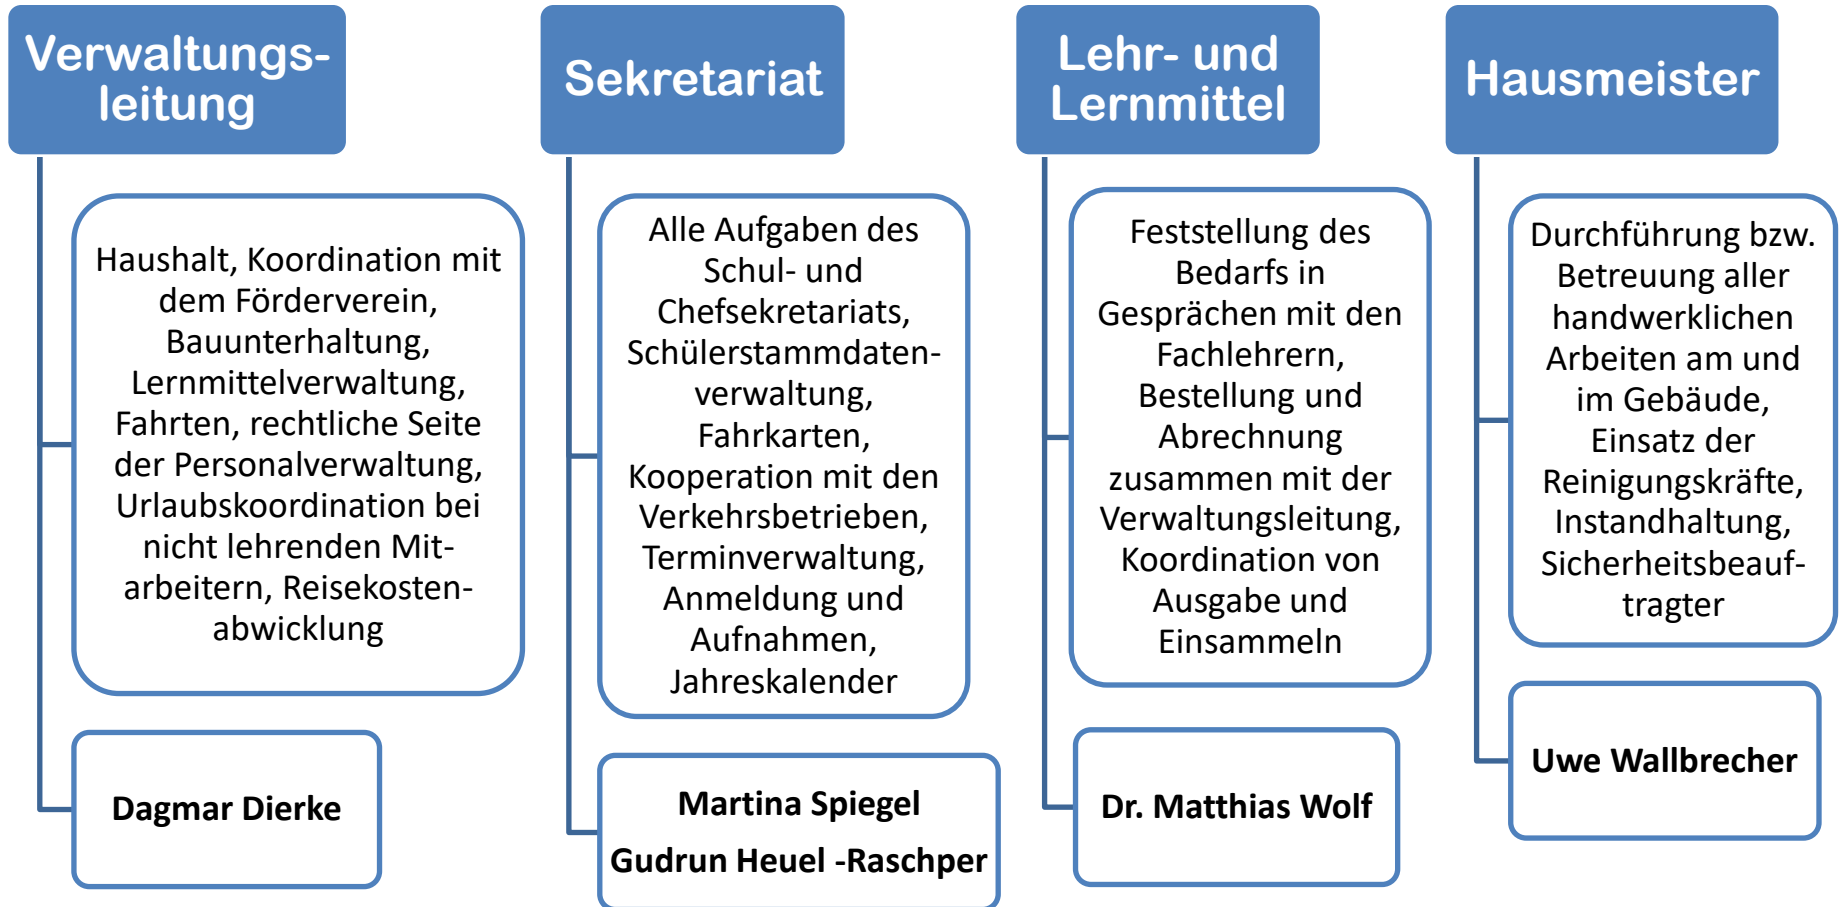 Verwaltungs-
leitung
Haushalt, Koordination mit
dem Förderverein,
Bauunterhaltung,
Lernmittelverwaltung,
Fahrten, rechtliche Seite
der Personalverwaltung,
Urlaubskoordination bei
nicht lehrenden Mit-
arbeitern, Reisekosten-
abwicklung
Dagmar Dierke
Sekretariat
Alle Aufgaben des
Schul- und
Chefsekretariats,
Schülerstammdaten-
verwaltung,
Fahrkarten,
Kooperation mit den
Verkehrsbetrieben,
Terminverwaltung,
Anmeldung und
Aufnahmen,
Jahreskalender
Martina Spiegel
Gudrun Heuel -Raschper
Lehr- und
Lernmittel
Feststellung des
Bedarfs in
Gesprächen mit den
Fachlehrern,
Bestellung und
Abrechnung
zusammen mit der
Verwaltungsleitung,
Koordination von
Ausgabe und
Einsammeln
Dr. Matthias Wolf
Hausmeister
Durchführung bzw.
Betreuung aller
handwerklichen
Arbeiten am und
im Gebäude,
Einsatz der
Reinigungskräfte,
Instandhaltung,
Sicherheitsbeauf-
tragter
Uwe Wallbrecher